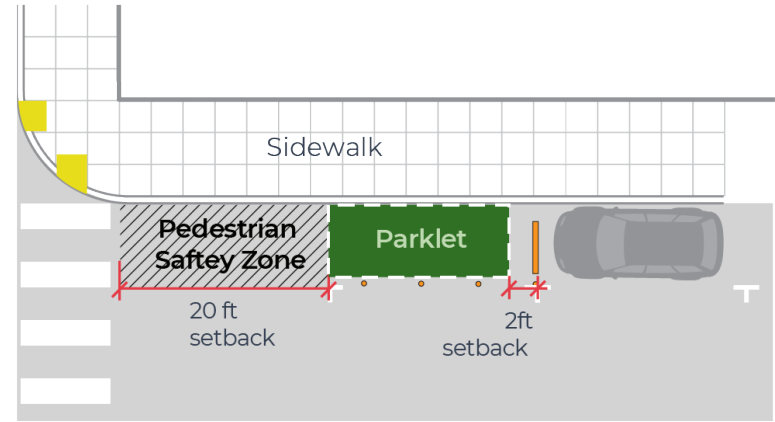 Sidewalk
Pedestrian
Saftey Zone
Parklet
20 ft
setback
2ft
setback